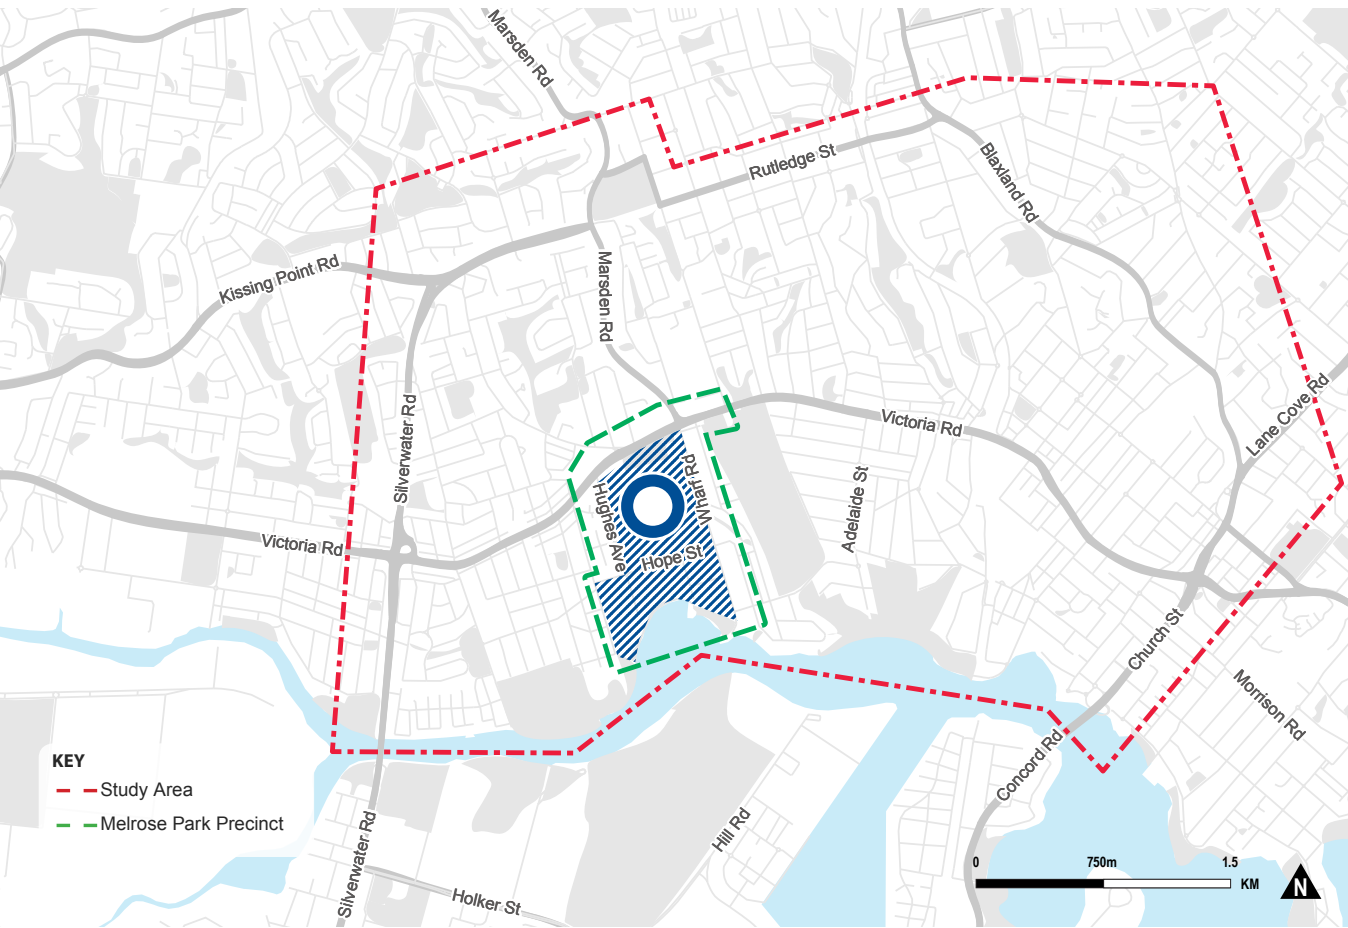 Marsden Rd
Rutledge St
Blaxland Rd
Kissing Point Rd
Marsden Rd
Silverwater Rd
Victoria Rd
Lane Cove Rd
Wharf Rd
Hughes Ave
Adelaide St
Victoria Rd
Hope St
Church St
Morrison Rd
Concord Rd
KEY
Study Area
Melrose Park Precinct
Hill Rd
Silverwater Rd
Holker St
0 750m 1.5
KM
N